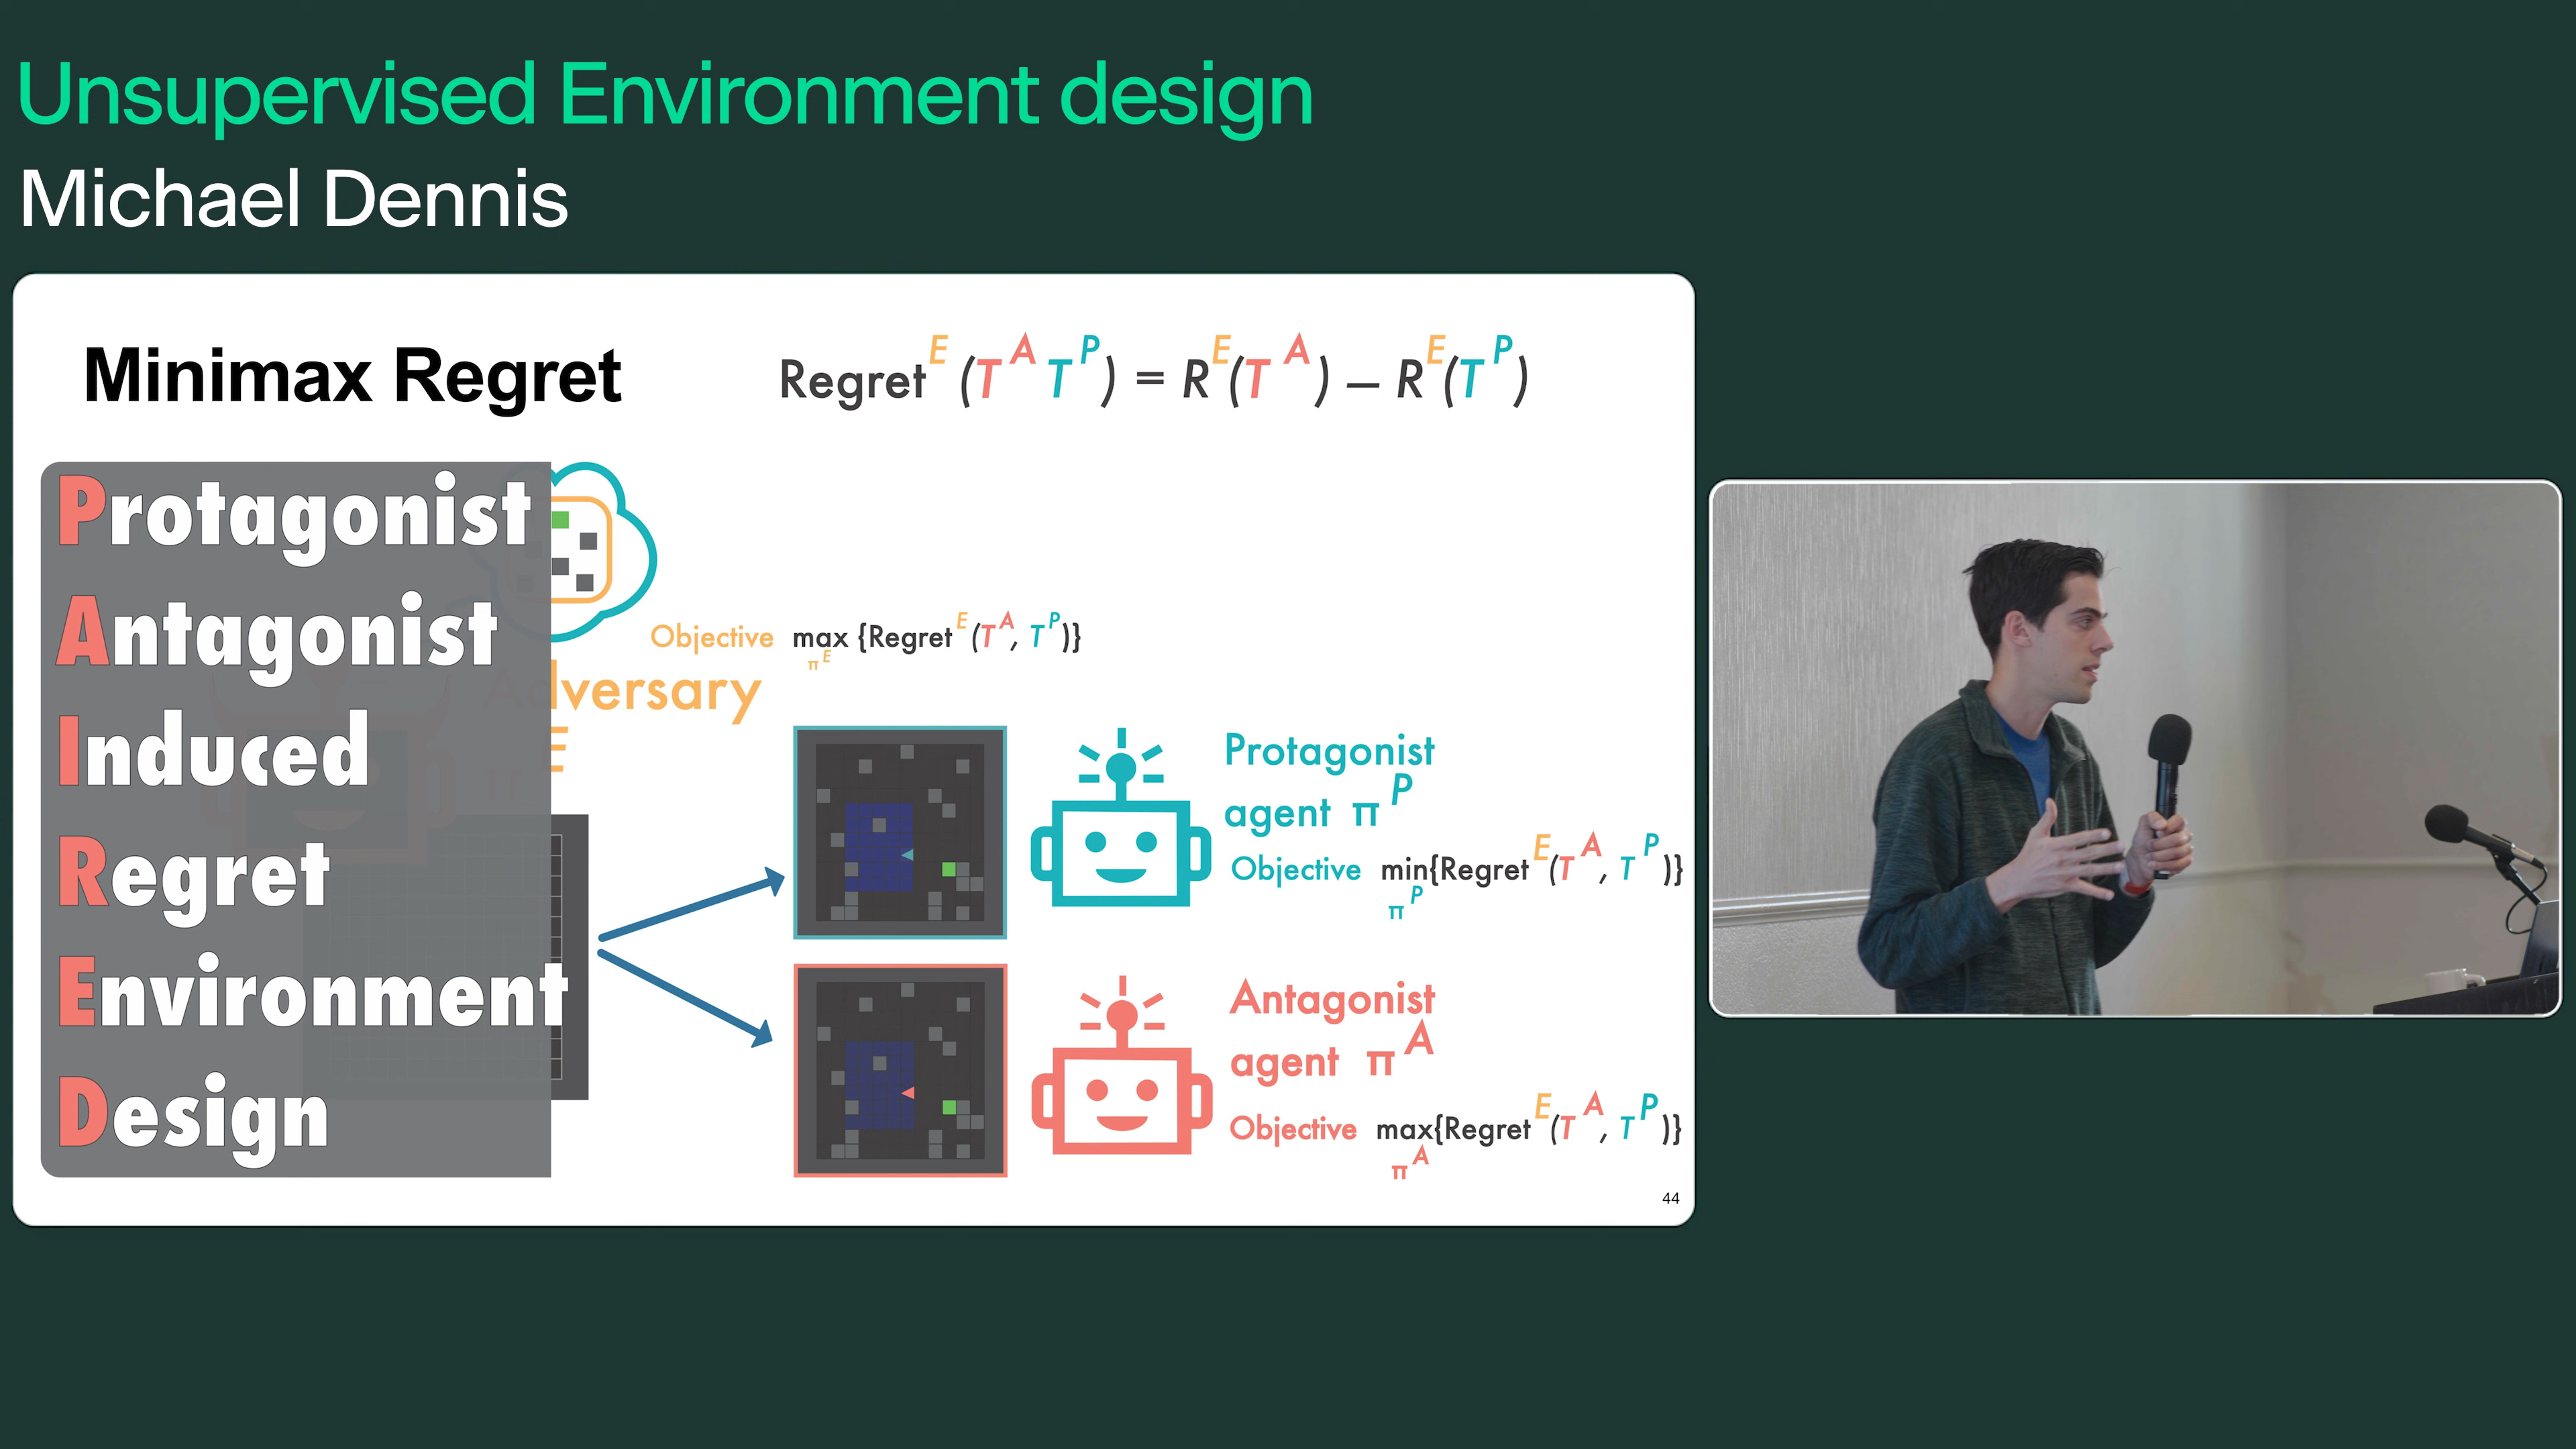 Unsupervised Environment design
Michael Dennis
Minimax Regret
Regret^E (T^A T^P) = R^E(T^A) – R^E(T^P)
Protagonist
Antagonist
Induced
Regret
Environment
Design
Objective max {Regret^E (T^A, T^P)}
π^E
Adversary
π E
Protagonist
agent π^P
Objective min{Regret^E(T^A, T^P)}
π^P
Antagonist
agent π^A
Objective max{Regret^E(T^A, T^P)}
π^A
44